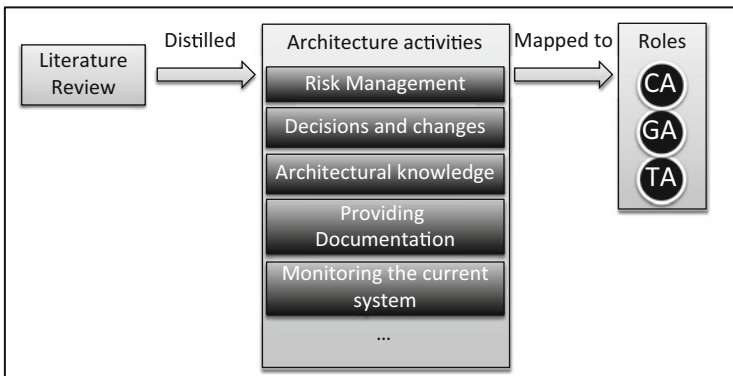 Literature
Review
Distilled
Architecture activities
Risk Management
Decisions and changes
Architectural knowledge
Providing
Documentation
Monitoring the current
system
...
Mapped to
Roles
CA
GA
TA